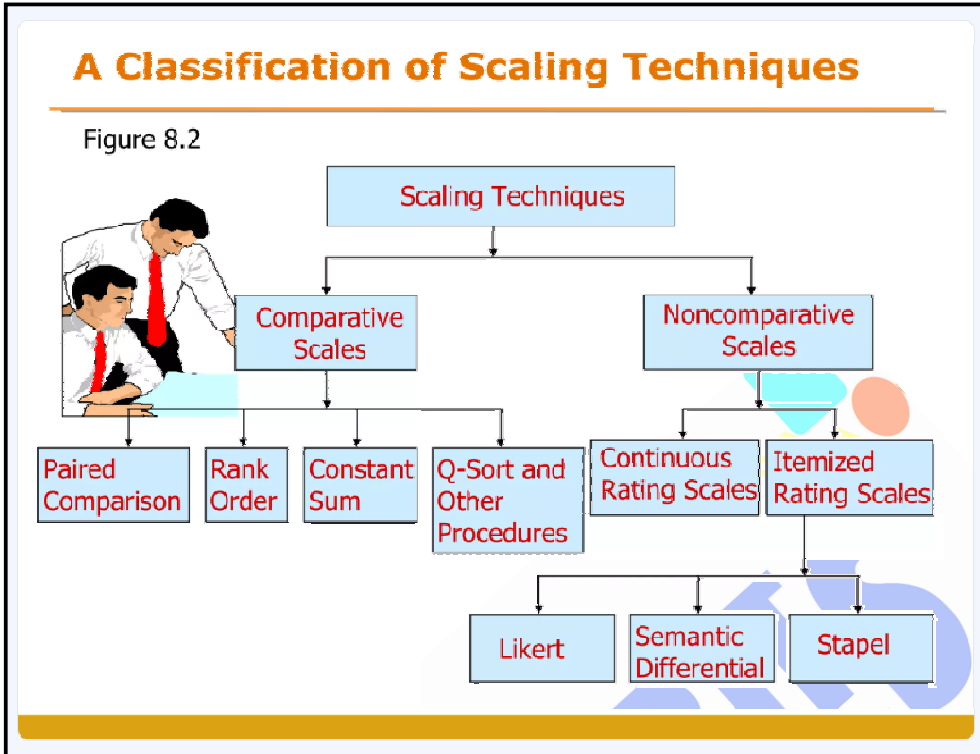 A Classification of Scaling Techniques
Figure 8.2
Scaling Techniques
Comparative
Scales
Noncomparative
Scales
Paired
Comparison
Rank
Order
Constant
Sum
Q-Sort and
Other
Procedures
Continuous
Rating Scales
Itemized
Rating Scales
Likert
Semantic
Differential
Stapel